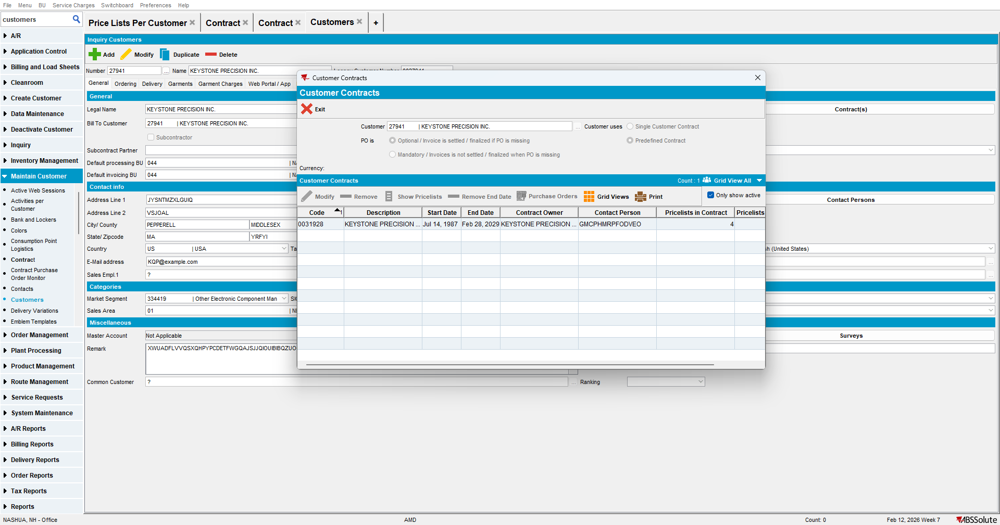 File Menu BU Service Charges Switchboard Preferences Help
customers
Price Lists Per Customer Contract Contract Customers +
Inquiry Customers
Add Modify Duplicate Delete
Number 27941 ... Name KEYSTONE PRECISION INC.
General Ordering Delivery Garments Garment Charges Web Portal / App
General
Legal Name KEYSTONE PRECISION INC.
Bill To Customer 27941 | KEYSTONE PRECISION INC.
Subcontractor
Subcontract Partner
Default processing BU 044
Default invoicing BU 044
Contact info
Address Line 1 JYSNTMZXLGUIQ
Address Line 2 VSJOAL
City/ County PEPPERELL MIDDLESEX
State/ Zipcode MA YRFYI
Country US | USA
E-Mail address KQP@example.com
Sales Empl.1 ?
Categories
Market Segment 334419 | Other Electronic Component Man
Sales Area 01
Miscellaneous
Master Account Not Applicable
Remark XWUADFLVVQSXQHPYPCDETFWGQAJSJJQIOUIBIBQZUO
Common Customer ? ... Ranking
Contract(s)
Contact Persons
(United States)
...
...
Surveys
Customer Contracts
Customer Contracts
Exit
Customer 27941 | KEYSTONE PRECISION INC. ... Customer uses Single Customer Contract
PO is Optional / Invoice is settled / finalized if PO is missing Predefined Contract
Mandatory / Invoices is not settled / finalized when PO is missing
Currency:
Customer Contracts Count : 1 Grid View All
Modify Remove Show Pricelists Remove End Date Purchase Orders Grid Views Print Only show active
Code 1 Description Start Date End Date Contract Owner Contact Person Pricelists in Contract Pricelists
0031928 KEYSTONE PRECISION ... Jul 14, 1987 Feb 28, 2029 KEYSTONE PRECISION ... GMCPHMRPFODVEO 4
A/R
Application Control
Billing and Load Sheets
Cleanroom
Create Customer
Data Maintenance
Deactivate Customer
Inquiry
Inventory Management
Maintain Customer
Active Web Sessions
Activities per
Customer
Bank and Lockers
Colors
Consumption Point
Logistics
Contract
Contract Purchase
Order Monitor
Contacts
Customers
Delivery Variations
Emblem Templates
Order Management
Plant Processing
Product Management
Route Management
Service Requests
System Maintenance
A/R Reports
Billing Reports
Delivery Reports
Order Reports
Tax Reports
Reports
NASHUA, NH - Office AMD Count: 0 Feb 12, 2026 Week 7 ABSSolute